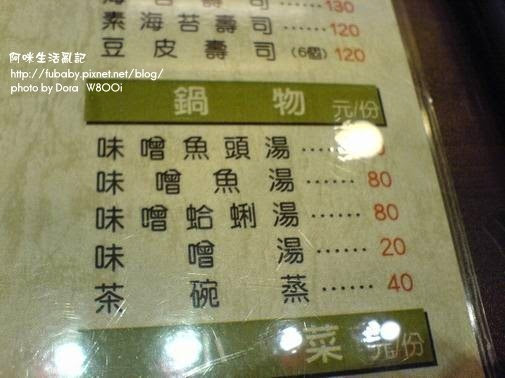 130
素海苔壽司 120
豆皮壽司(6個) 120
阿咪生活亂記
http://fubaby.pixnet.net/blog/
photo by Dora W800i
鍋物 元/份
味噌魚頭湯 ......
味噌魚湯 ...... 80
味噌蛤蜊湯 ...... 80
味噌湯 ...... 20
茶碗蒸 ...... 40
菜 元/份